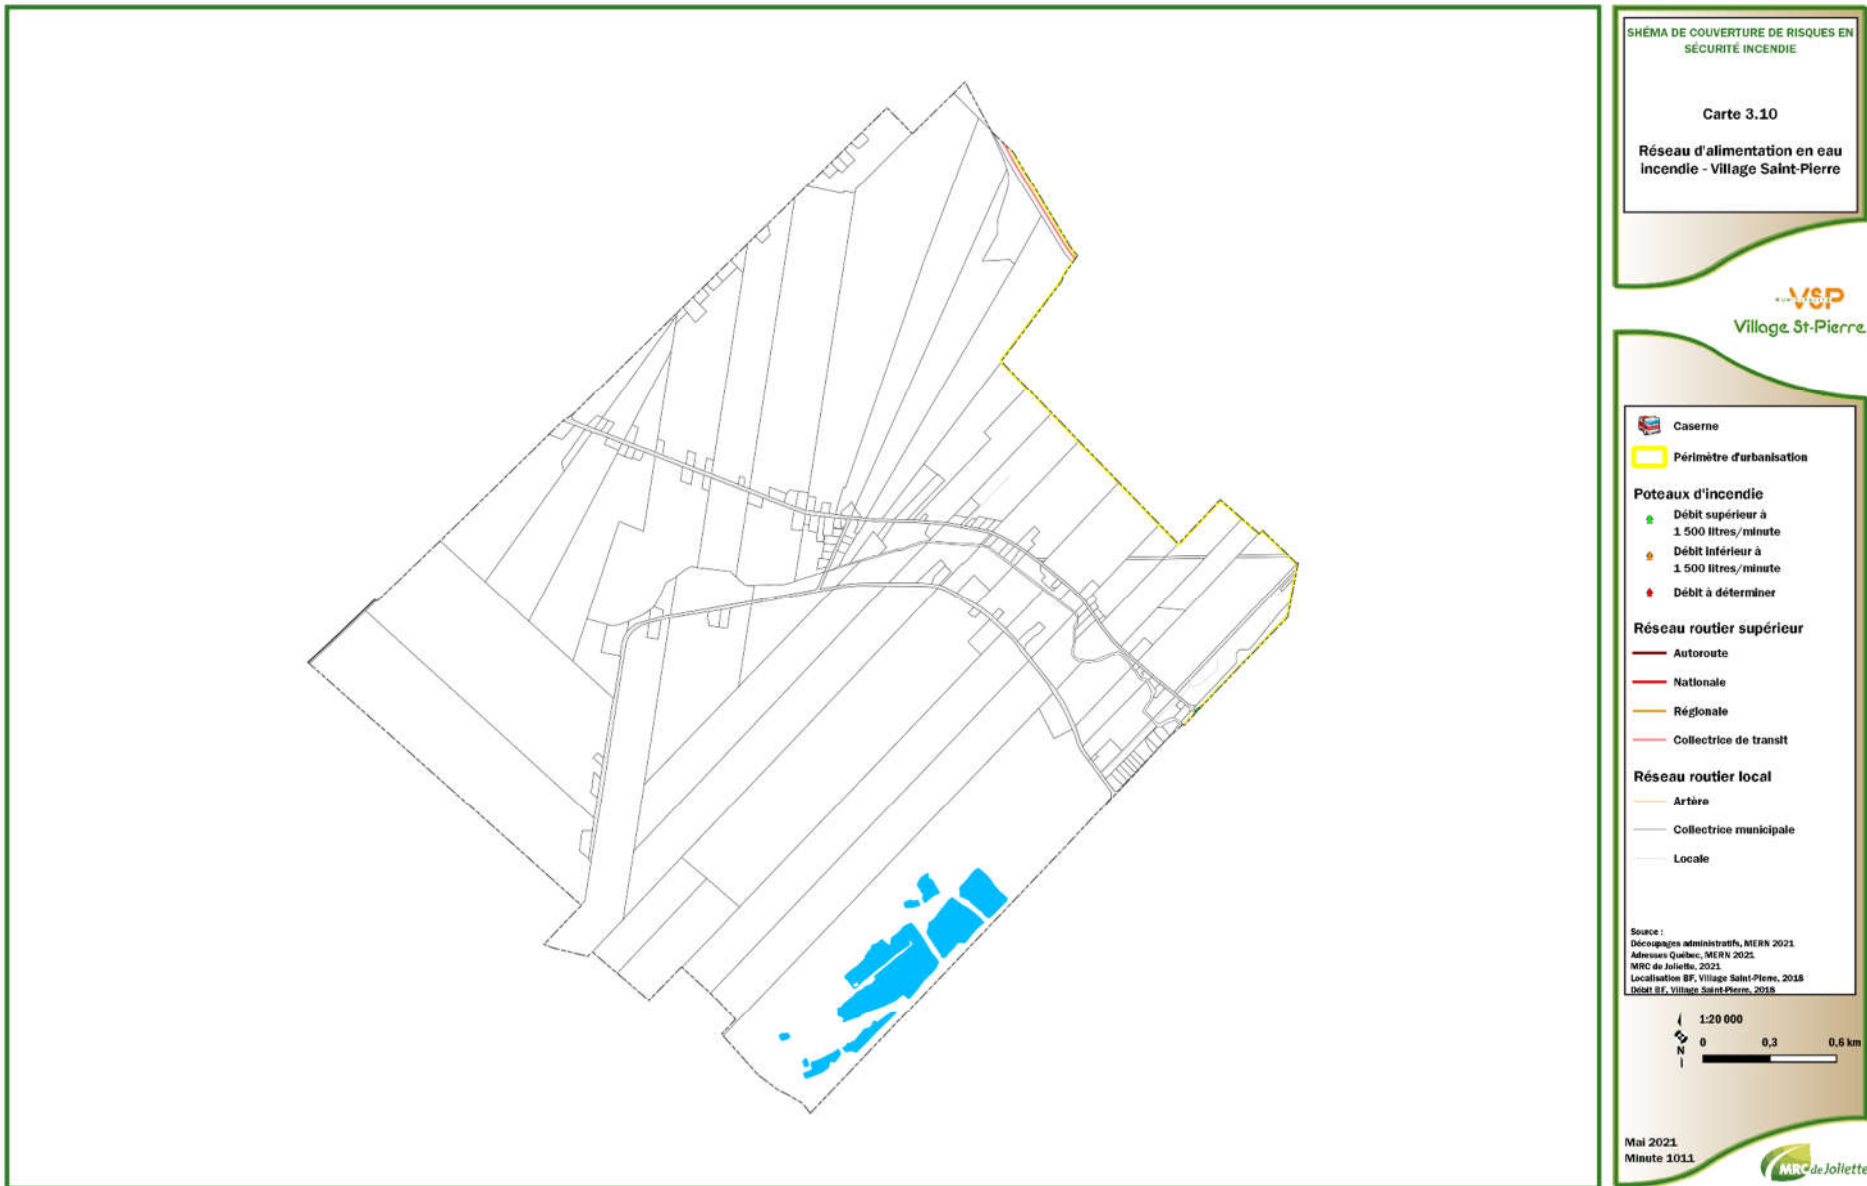 SHÉMA DE COUVERTURE DE RISQUES EN
SÉCURITÉ INCENDIE
Carte 3.10
Réseau d'alimentation en eau
incendie - Village Saint-Pierre
VSP
Village St-Pierre
Caserne
Périmètre d'urbanisation
Poteaux d'incendie
Débit supérieur à
1 500 litres/minute
Débit inférieur à
1 500 litres/minute
Débit à déterminer
Réseau routier supérieur
Autoroute
Nationale
Régionale
Collectrice de transit
Réseau routier local
Artère
Collectrice municipale
Locale
Source :
Découpages administratifs, MERN 2021
Adresses Québec, MERN 2021
MRC de Joliette, 2021
Localisation BF, Village Saint-Pierre, 2018
Débit BF, Village Saint-Pierre, 2018
1:20 000
0 0,3 0,6 km
N
Mai 2021
Minute 1011
MRC de Joliette